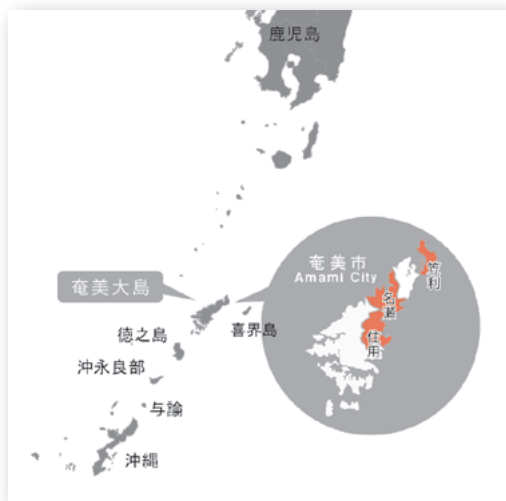 鹿児島
奄美市
Amami City
笠利
奄美大島
名瀬
喜界島
徳之島
住用
沖永良部
与論
沖縄